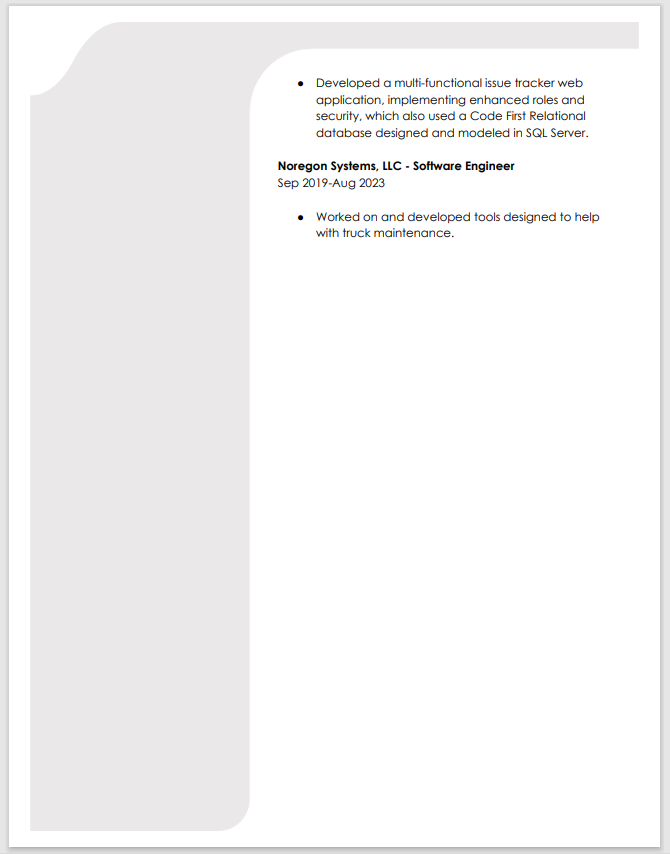 ● Developed a multi-functional issue tracker web
application, implementing enhanced roles and
security, which also used a Code First Relational
database designed and modeled in SQL Server.
Noregon Systems, LLC - Software Engineer
Sep 2019-Aug 2023
● Worked on and developed tools designed to help
with truck maintenance.